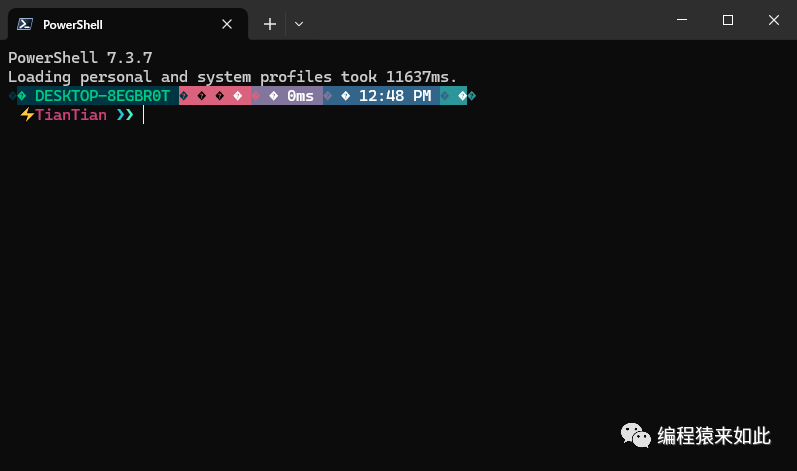 PowerShell
PowerShell 7.3.7
Loading personal and system profiles took 11637ms.
� � DESKTOP-8EGBR0T � � � � � � 0ms � � 12:48 PM � � �
⚡TianTian ❯❯
编程猿来如此